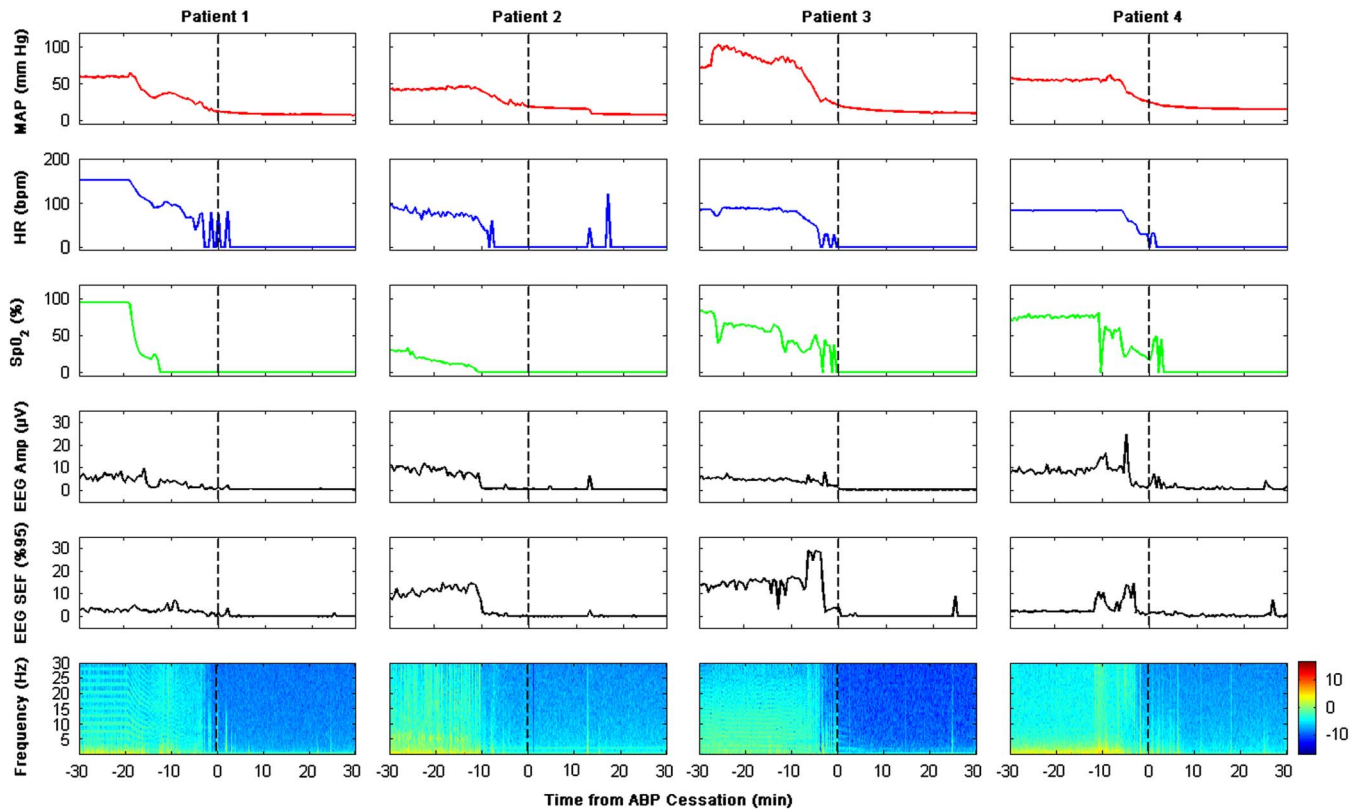 Patient 1 Patient 2 Patient 3 Patient 4
MAP (mm Hg)
100
50
0
HR (bpm)
200
100
0
SpO2 (%)
100
50
0
EEG Amp (µV)
30
20
10
0
EEG SEF (%95)
30
20
10
0
Frequency (Hz)
30
25
20
15
10
5
10
0
-10
-30 -20 -10 0 10 20 30 -30 -20 -10 0 10 20 30 -30 -20 -10 0 10 20 30 -30 -20 -10 0 10 20 30
Time from ABP Cessation (min)